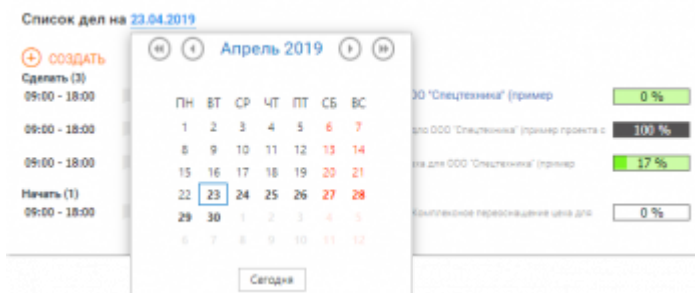 Список дел на 23.04.2019
СОЗДАТЬ
Апрель 2019
Сделать (3)
ПН ВТ СР ЧТ ПТ СБ ВС
1 2 3 4 5 6 7
8 9 10 11 12 13 14
15 16 17 18 19 20 21
22 23 24 25 26 27 28
29 30 1 2 3 4 5
6 7 8 9 10 11 12
Сегодня
09:00 - 18:00 ОО "Спецтехника" (пример 0 %
09:00 - 18:00 для ООО "Спецтехника" (пример проекта с 100 %
09:00 - 18:00 для ООО "Спецтехника" (пример 17 %
Начать (1)
09:00 - 18:00 Комплексное переоснащение цеха для 0 %